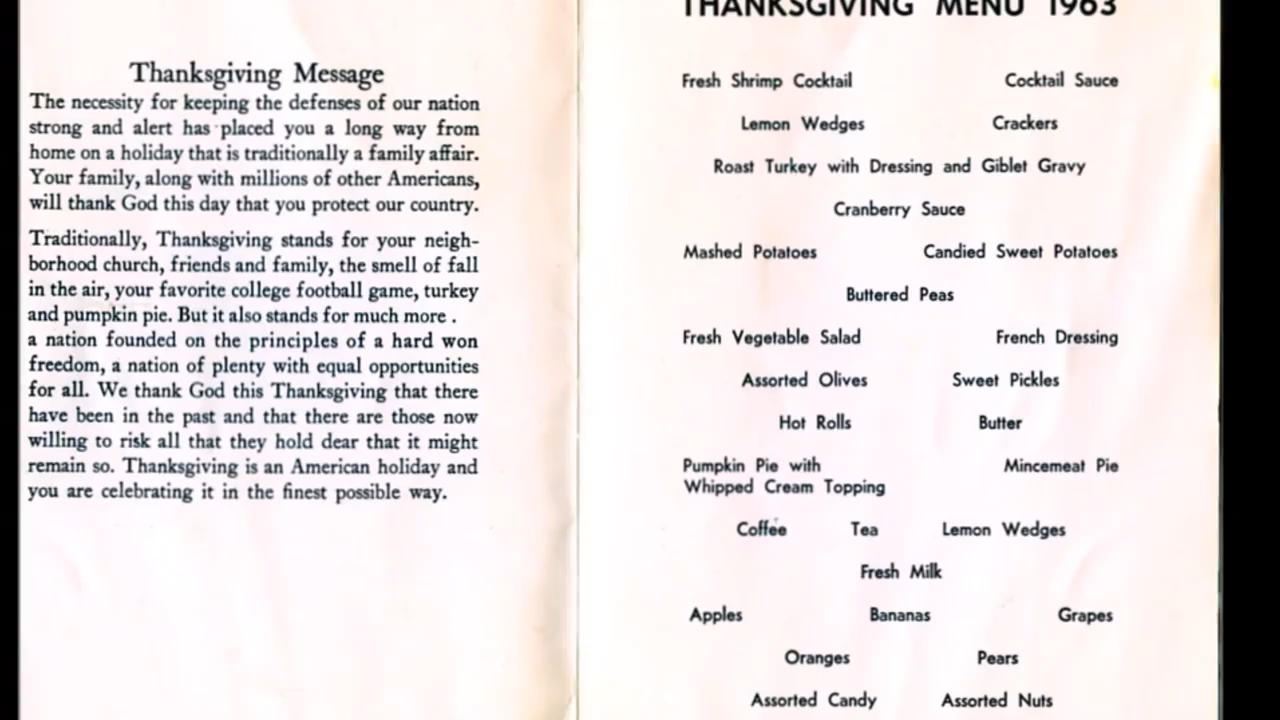 Thanksgiving Message
The necessity for keeping the defenses of our nation
strong and alert has placed you a long way from
home on a holiday that is traditionally a family affair.
Your family, along with millions of other Americans,
will thank God this day that you protect our country.
Traditionally, Thanksgiving stands for your neigh-
borhood church, friends and family, the smell of fall
in the air, your favorite college football game, turkey
and pumpkin pie. But it also stands for much more .
a nation founded on the principles of a hard won
freedom, a nation of plenty with equal opportunities
for all. We thank God this Thanksgiving that there
have been in the past and that there are those now
willing to risk all that they hold dear that it might
remain so. Thanksgiving is an American holiday and
you are celebrating it in the finest possible way.
THANKSGIVING MENU 1963
Fresh Shrimp Cocktail Cocktail Sauce
Lemon Wedges Crackers
Roast Turkey with Dressing and Giblet Gravy
Cranberry Sauce
Mashed Potatoes Candied Sweet Potatoes
Buttered Peas
Fresh Vegetable Salad French Dressing
Assorted Olives Sweet Pickles
Hot Rolls Butter
Pumpkin Pie with Mincemeat Pie
Whipped Cream Topping
Coffee Tea Lemon Wedges
Fresh Milk
Apples Bananas Grapes
Oranges Pears
Assorted Candy Assorted Nuts